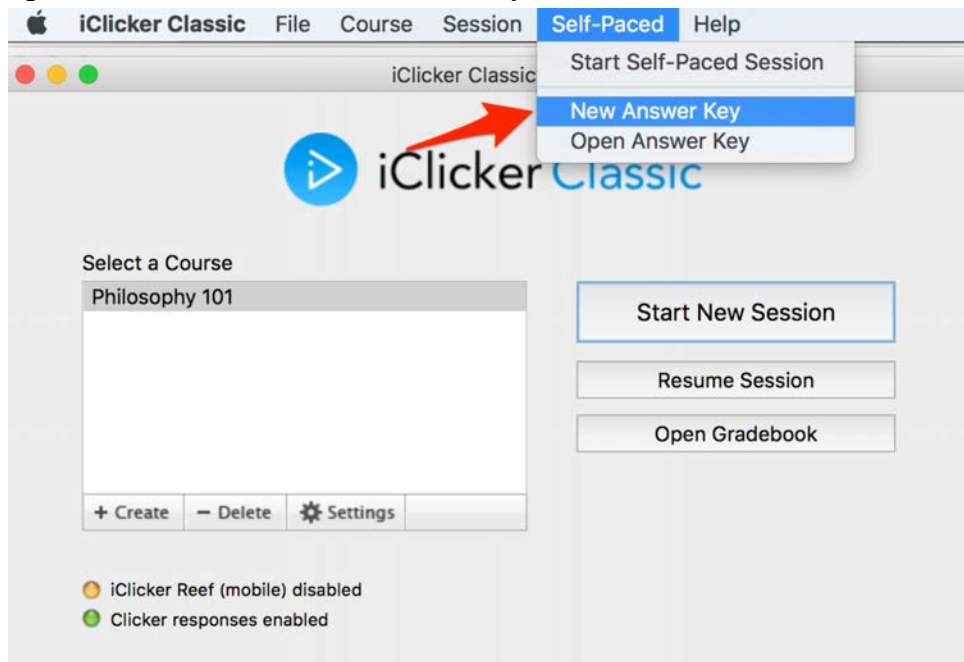 iClicker Classic File Course Session Self-Paced Help
iClicker Classic
Start Self-Paced Session
New Answer Key
Open Answer Key
iClicker Classic
Select a Course
Philosophy 101
Start New Session
Resume Session
Open Gradebook
+ Create − Delete Settings
iClicker Reef (mobile) disabled
Clicker responses enabled